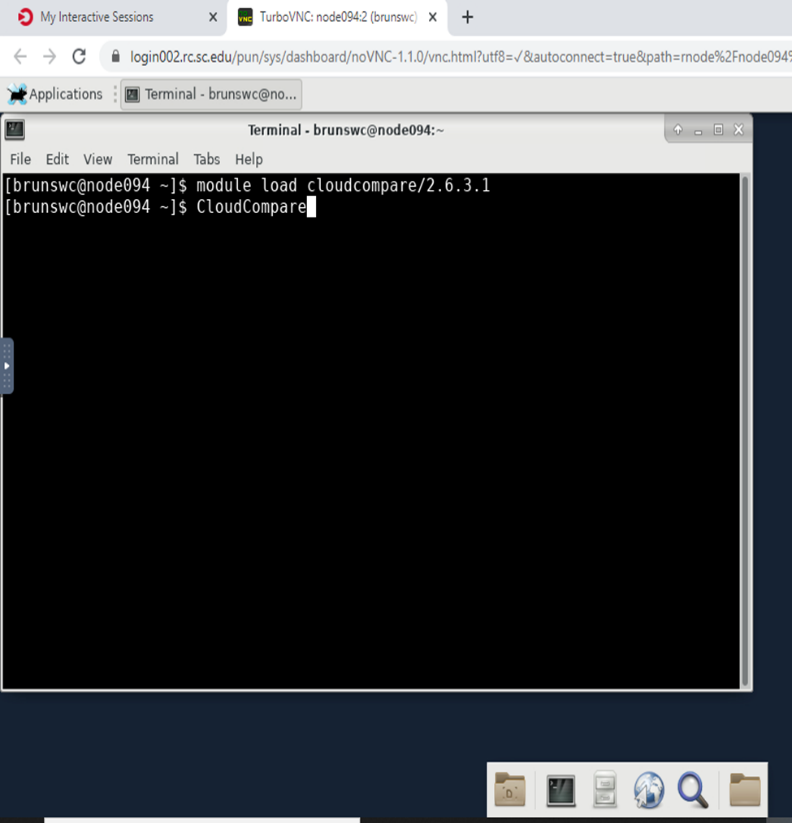 My Interactive Sessions
TurboVNC: node094:2 (brunswc)
login002.rc.sc.edu/pun/sys/dashboard/noVNC-1.1.0/vnc.html?utf8=✓&autoconnect=true&path=rnode%2Fnode094%
Applications
Terminal - brunswc@no...
Terminal - brunswc@node094:~
File Edit View Terminal Tabs Help
[brunswc@node094 ~]$ module load cloudcompare/2.6.3.1
[brunswc@node094 ~]$ CloudCompare